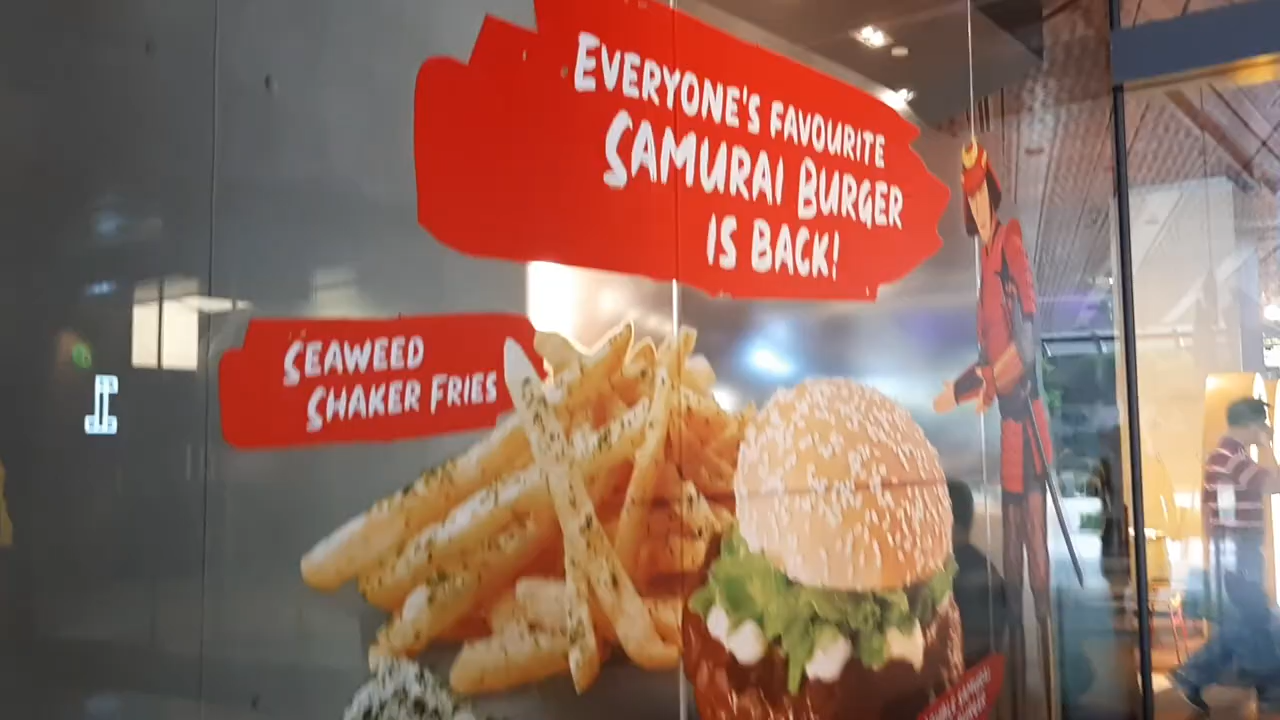 EVERYONE'S FAVOURITE
SAMURAI BURGER
IS BACK!
SEAWEED
SHAKER FRIES